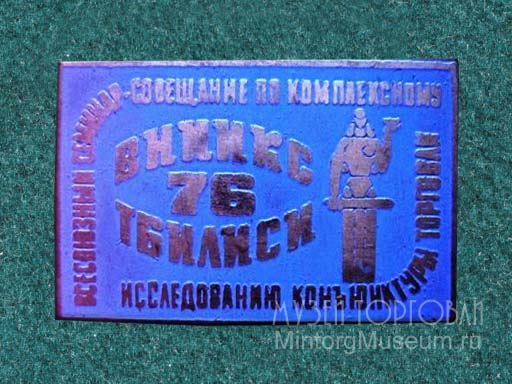 ВСЕСОЮЗНЫЙ СЕМИНАР-СОВЕЩАНИЕ ПО КОМПЛЕКСНОМУ
ВНИИКС
76
ТБИЛИСИ
ИССЛЕДОВАНИЮ КОНЪЮНКТУРЫ ТОРГОВЛИ
МУЗЕЙ ТОРГОВЛИ
MintorgMuseum.ru